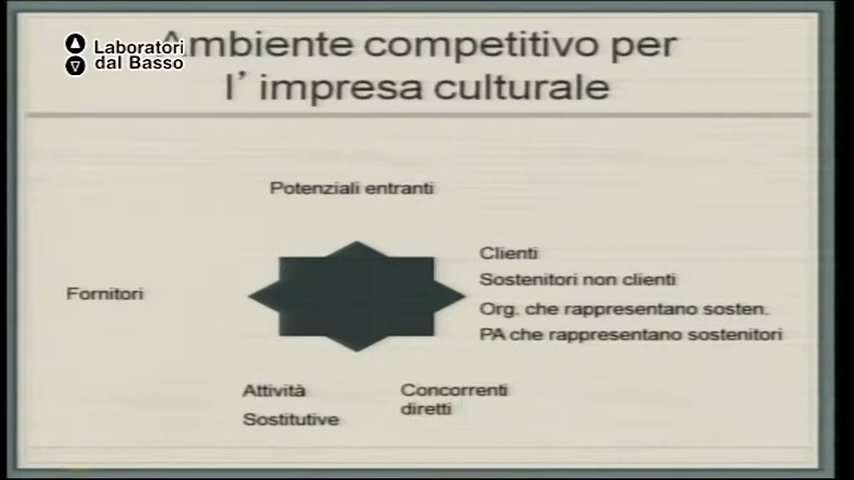 Laboratori
dal Basso
Ambiente competitivo per
l’ impresa culturale
Potenziali entranti
Fornitori
Clienti
Sostenitori non clienti
Org. che rappresentano sosten.
PA che rappresentano sostenitori
Attività
Sostitutive
Concorrenti
diretti